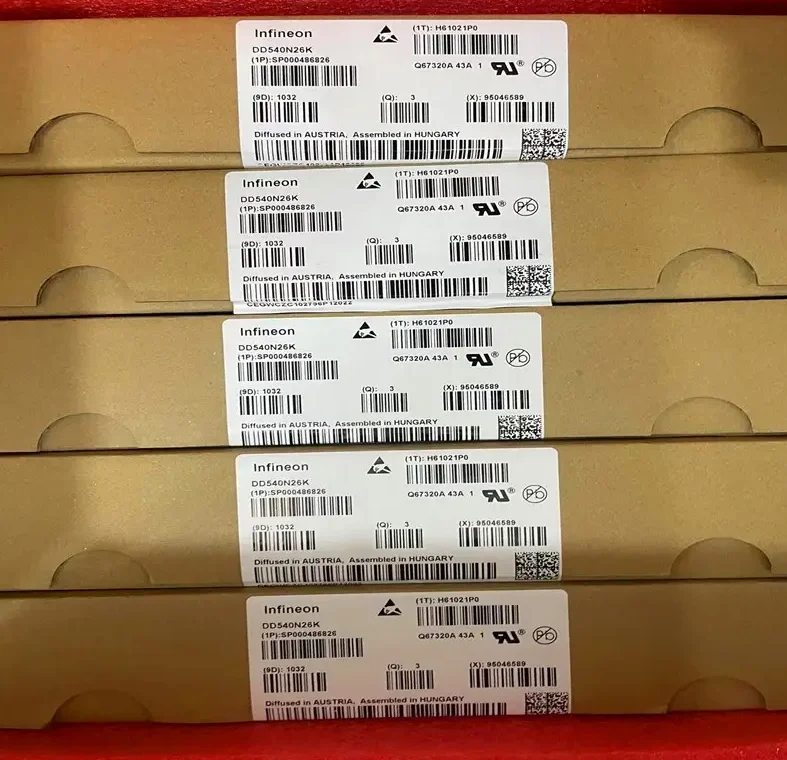 Infineon
(1T): H61021P0
DD540N26K
(1P):SP000486826
Q67320A 43A 1
(9D): 1032
(Q): 3
(X): 95046589
Diffused in AUSTRIA, Assembled in HUNGARY
Infineon
(1T): H61021P0
DD540N26K
(1P):SP000486826
Q67320A 43A 1
(9D): 1032
(Q): 3
(X): 95046589
Diffused in AUSTRIA, Assembled in HUNGARY
Infineon
(1T): H61021P0
DD540N26K
(1P):SP000486826
Q67320A 43A 1
(9D): 1032
(Q): 3
(X): 95046589
Diffused in AUSTRIA, Assembled in HUNGARY
Infineon
(1T): H61021P0
DD540N26K
(1P):SP000486826
Q67320A 43A 1
(9D): 1032
(Q): 3
(X): 95046589
Diffused in AUSTRIA, Assembled in HUNGARY
Infineon
(1T): H61021P0
DD540N26K
(1P):SP000486826
Q67320A 43A 1
(9D): 1032
(Q): 3
(X): 95046589
Diffused in AUSTRIA, Assembled in HUNGARY